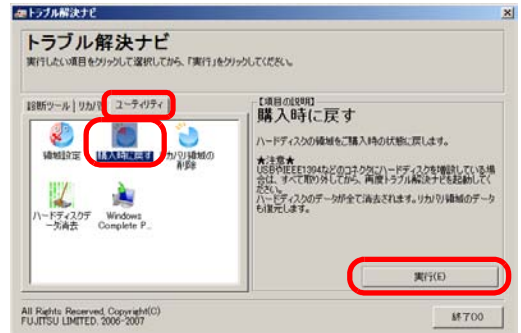 トラブル解決ナビ
トラブル解決ナビ
実行したい項目をクリックして選択してから、「実行」をクリックしてください。
診断ツール
リカバリ
ユーティリティ
領域設定
購入時に戻す
リカバリ領域の
削除
ハードディスクデ
ータ消去
Windows
Complete P...
【項目の説明】
購入時に戻す
ハードディスクの領域をご購入時の状態に戻します。
★注意★
USBやIEEE1394などのコネクタにハードディスクを増設している場
合は、すべて取り外してから、再度トラブル解決ナビを起動してく
ださい。
ハードディスクのデータが全て消去されます。リカバリ領域のデータ
も復元します。
実行(E)
All Rights Reserved, Copyright(C)
FUJITSU LIMITED. 2006-2007
終了(X)